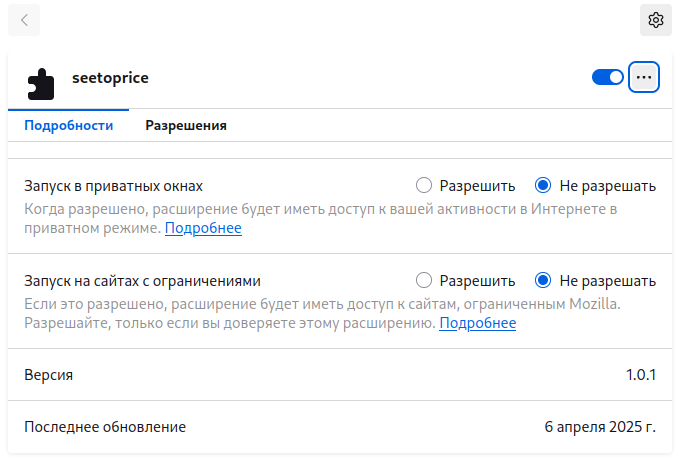 seetoprice
Подробности Разрешения
Запуск в приватных окнах Разрешить Не разрешать
Когда разрешено, расширение будет иметь доступ к вашей активности в Интернете в
приватном режиме. Подробнее
Запуск на сайтах с ограничениями Разрешить Не разрешать
Если это разрешено, расширение будет иметь доступ к сайтам, ограниченным Mozilla.
Разрешайте, только если вы доверяете этому расширению. Подробнее
Версия 1.0.1
Последнее обновление 6 апреля 2025 г.